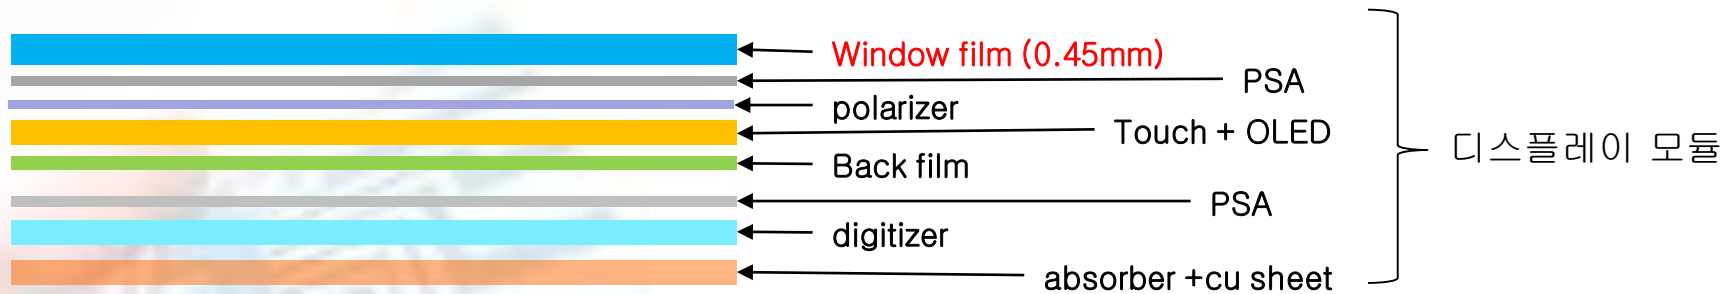 Window film (0.45mm)
PSA
polarizer
Touch + OLED
Back film
PSA
digitizer
absorber +cu sheet
디스플레이 모듈